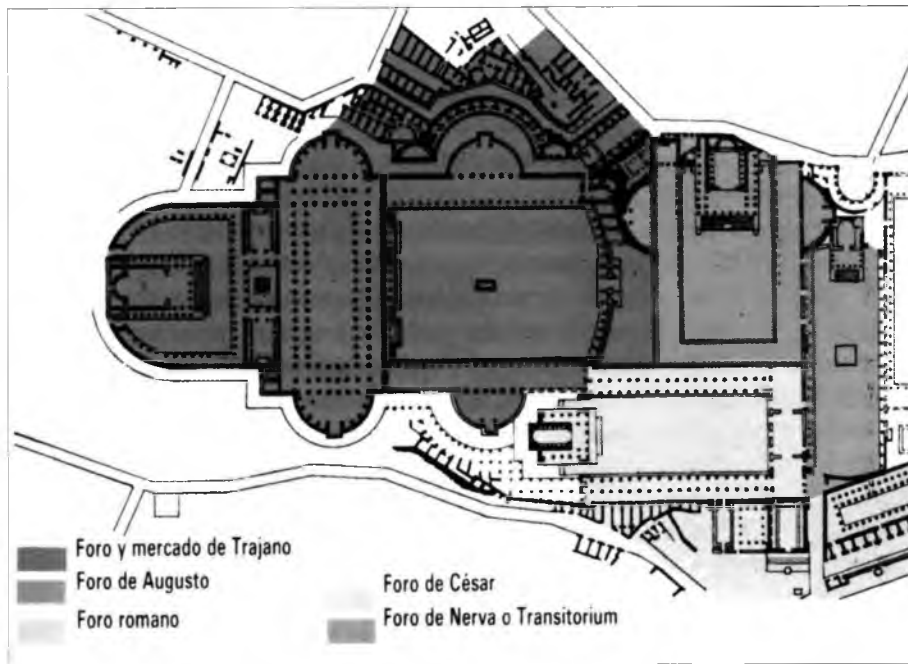 Foro y mercado de Trajano
Foro de Augusto
Foro romano
Foro de César
Foro de Nerva o Transitorium